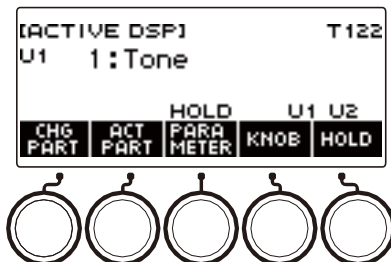 [ACTIVE DSP] T122
U1 1:Tone
HOLD U1 U2
CHG PART ACT PART PARA METER KNOB HOLD